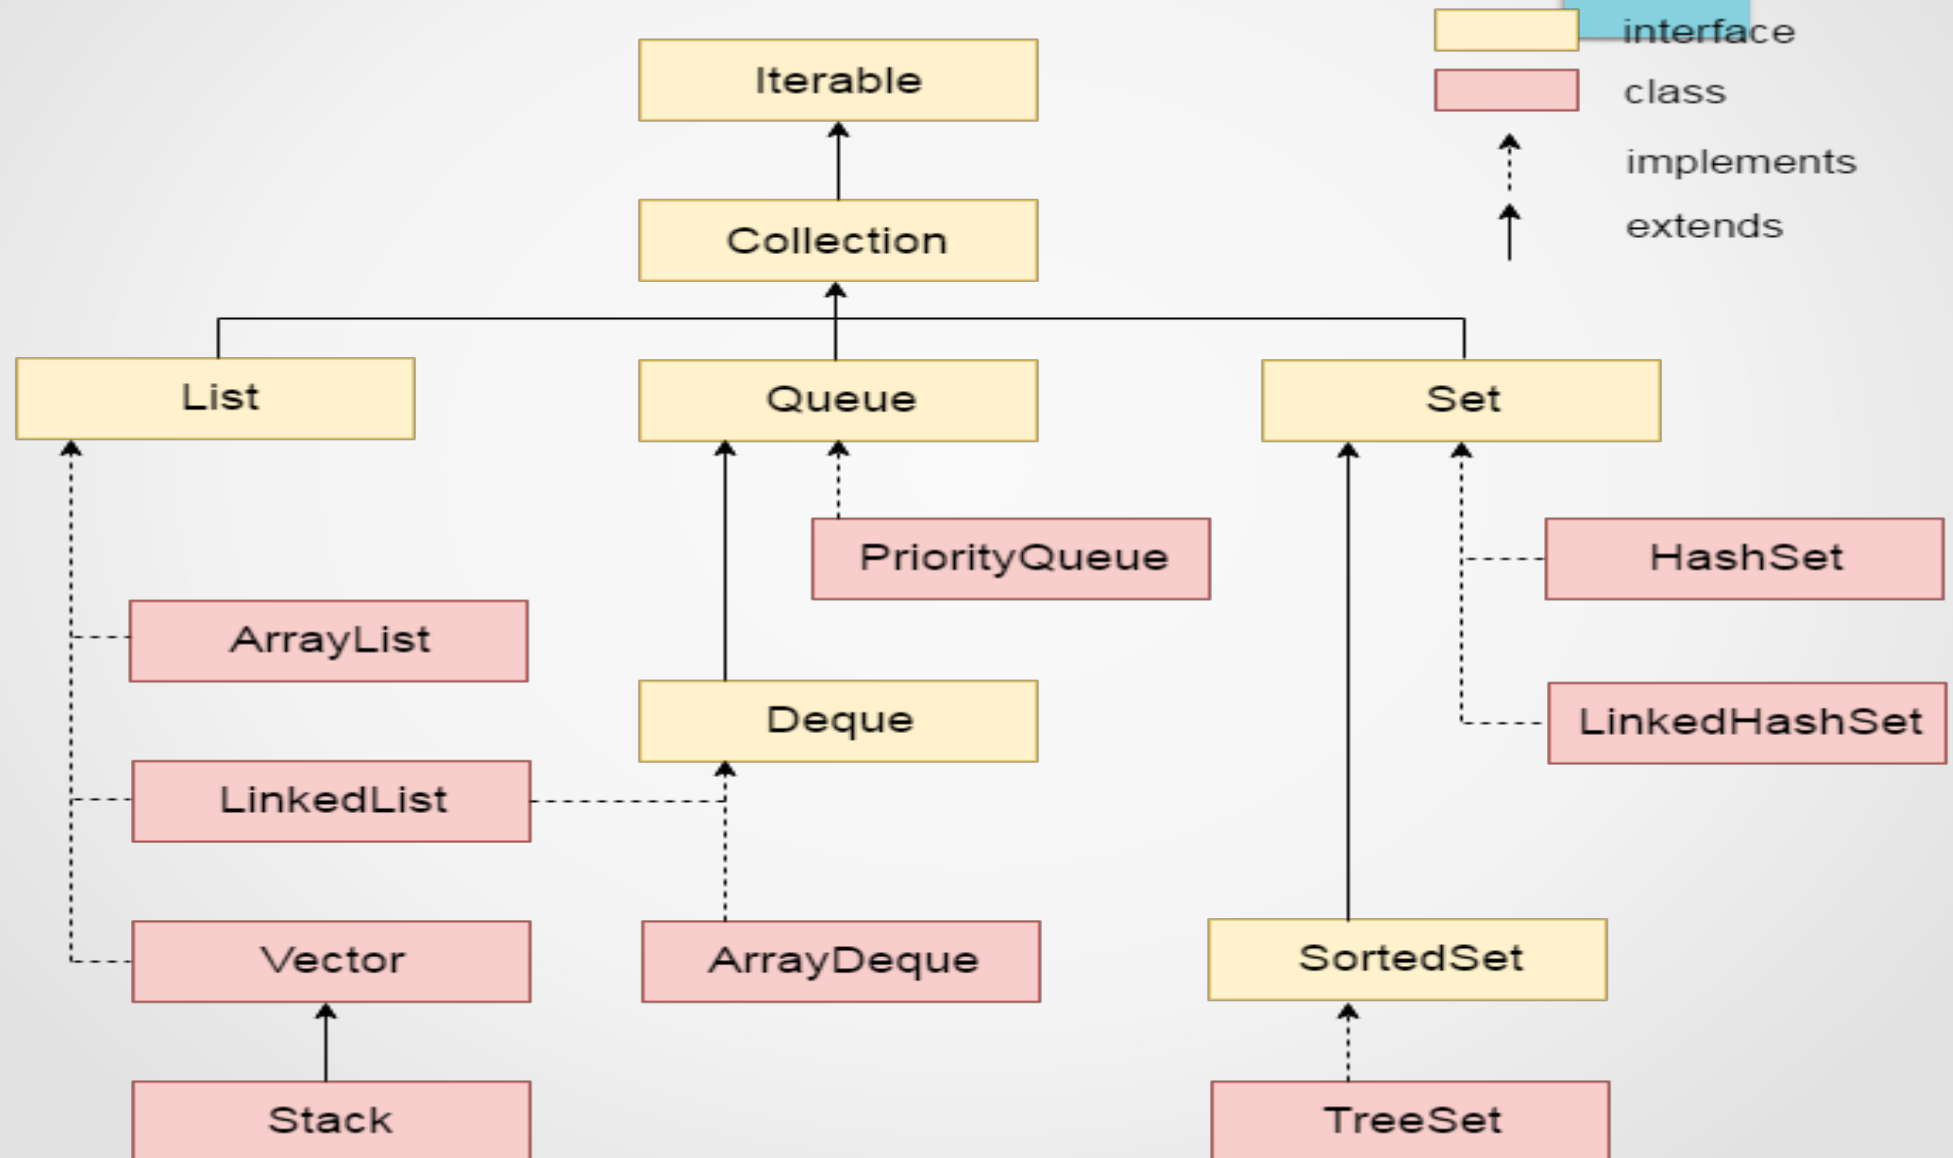 interface
Iterable
class
implements
Collection
extends
List
Queue
Set
PriorityQueue
HashSet
ArrayList
Deque
LinkedHashSet
LinkedList
Vector
ArrayDeque
SortedSet
Stack
TreeSet